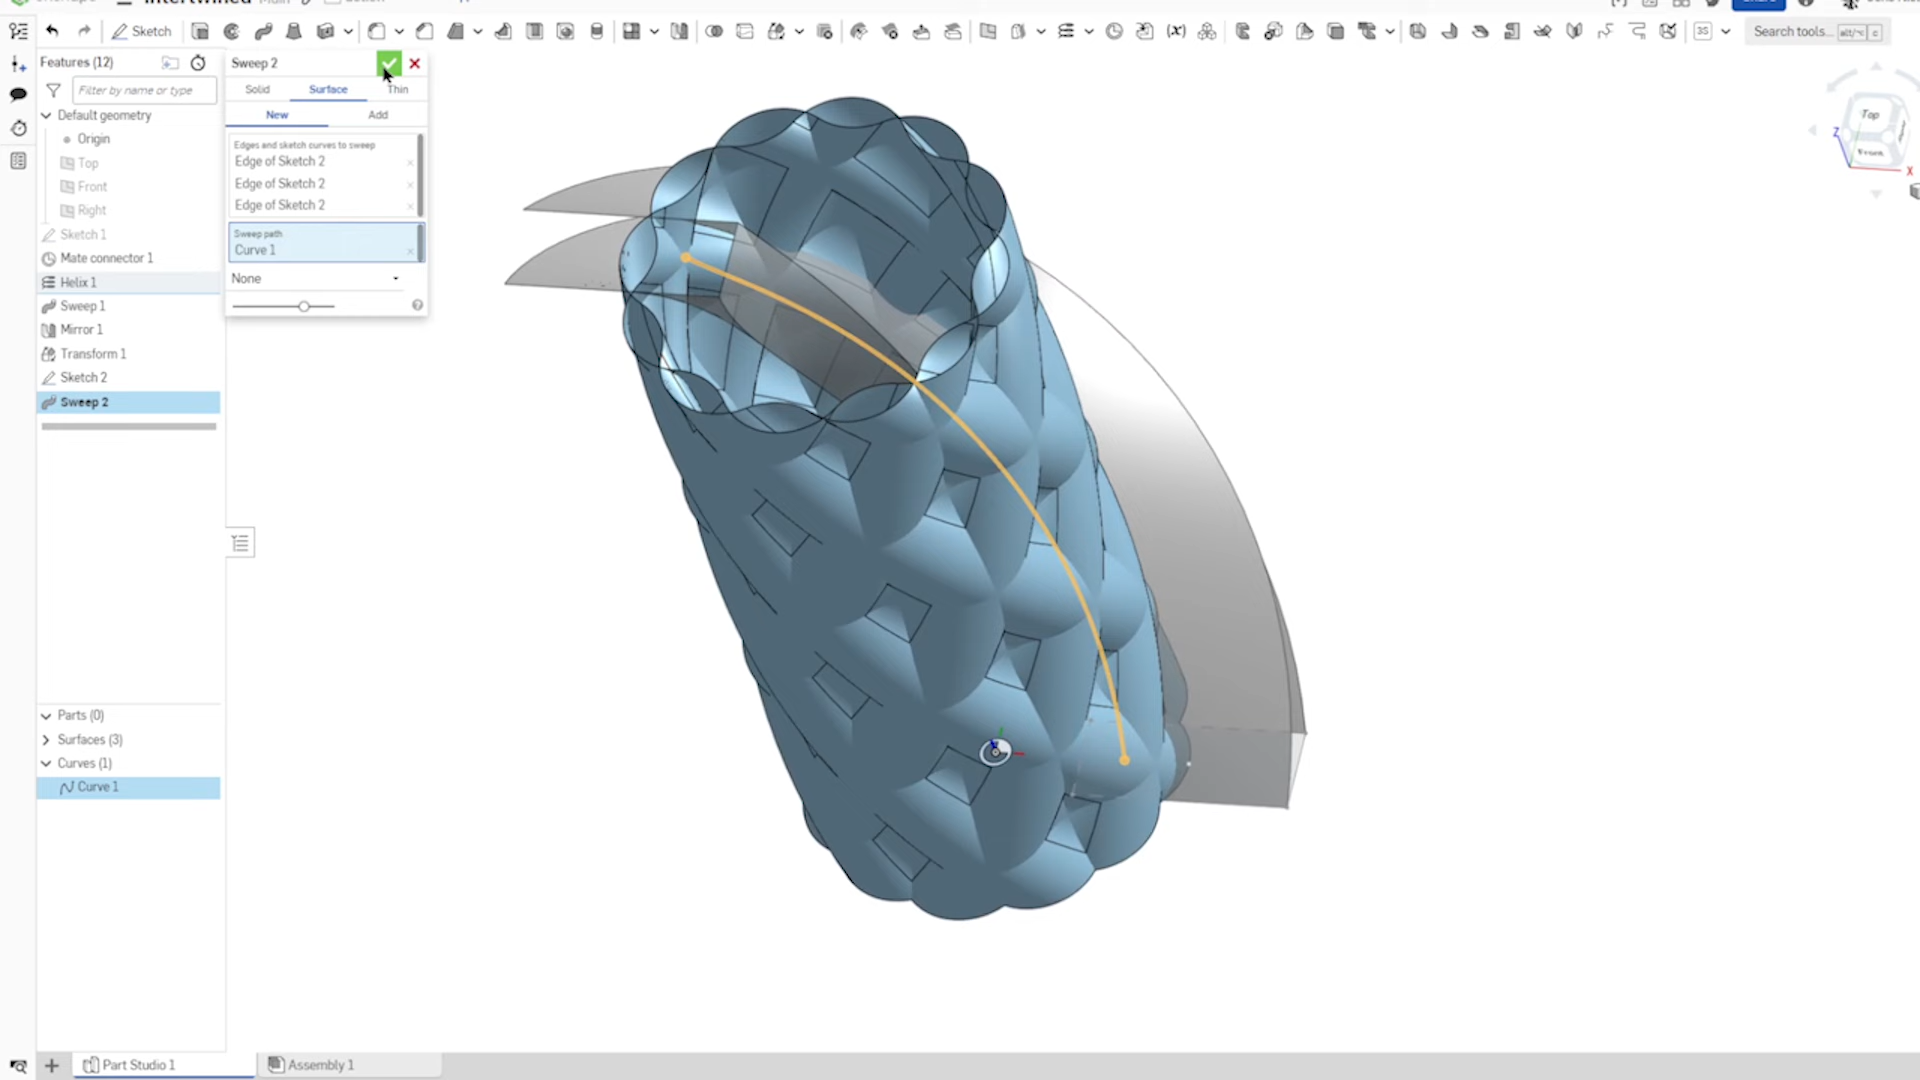 Intertwined Main
Sketch
Search tools... alt/⌥ c
Features (12)
Filter by name or type
Default geometry
Origin
Top
Front
Right
Sketch 1
Mate connector 1
Helix 1
Sweep 1
Mirror 1
Transform 1
Sketch 2
Sweep 2
Sweep 2
Solid
Surface
Thin
New
Add
Edges and sketch curves to sweep
Edge of Sketch 2
Edge of Sketch 2
Edge of Sketch 2
Sweep path
Curve 1
None
Top
Front
Z
X
Parts (0)
Surfaces (3)
Curves (1)
Curve 1
Part Studio 1
Assembly 1